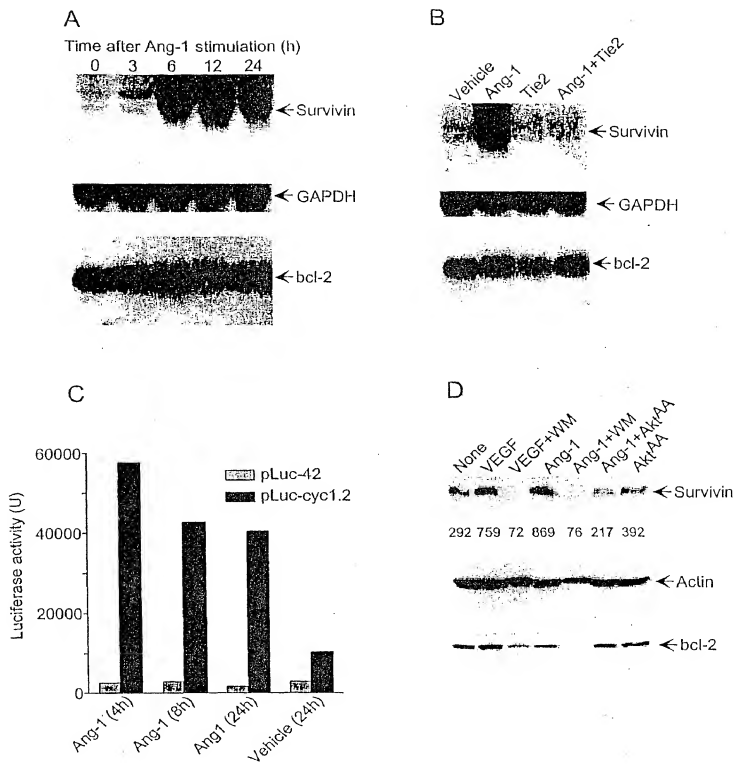 A
Time after Ang-1 stimulation (h)
0 3 6 12 24
Survivin
GAPDH
bcl-2
B
Vehicle Ang-1 Tie2 Ang-1+Tie2
Survivin
GAPDH
bcl-2
C
Luciferase activity (U)
60000
40000
20000
0
pLuc-42
pLuc-cyc1.2
Ang-1 (4h) Ang-1 (8h) Ang1 (24h) Vehicle (24h)
D
None VEGF VEGF+WM Ang-1 Ang-1+WM Ang-1+AktAA AktAA
Survivin
292 759 72 869 76 217 392
Actin
bcl-2